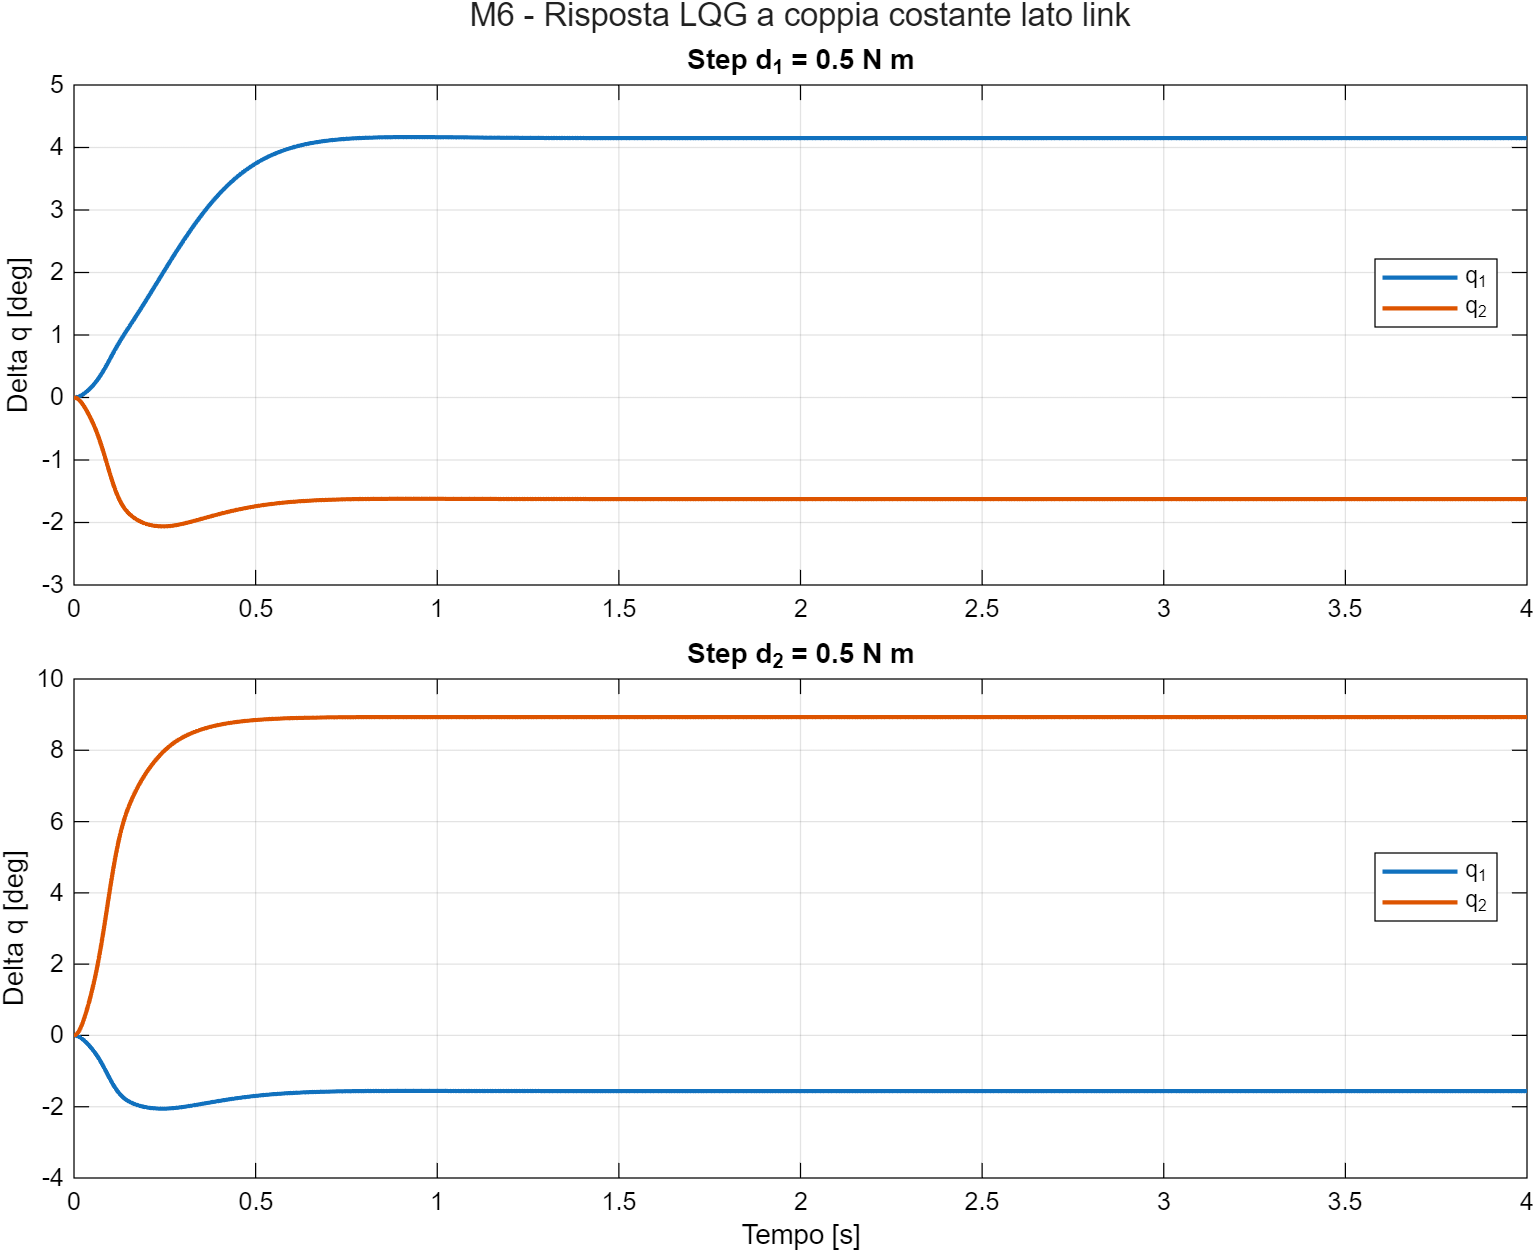 M6 - Risposta LQG a coppia costante lato link
Step d₁ = 0.5 N m
Delta q [deg]
5
4
3
2
1
0
-1
-2
-3
0 0.5 1 1.5 2 2.5 3 3.5 4
q₁
q₂
Step d₂ = 0.5 N m
Delta q [deg]
10
8
6
4
2
0
-2
-4
0 0.5 1 1.5 2 2.5 3 3.5 4
q₁
q₂
Tempo [s]